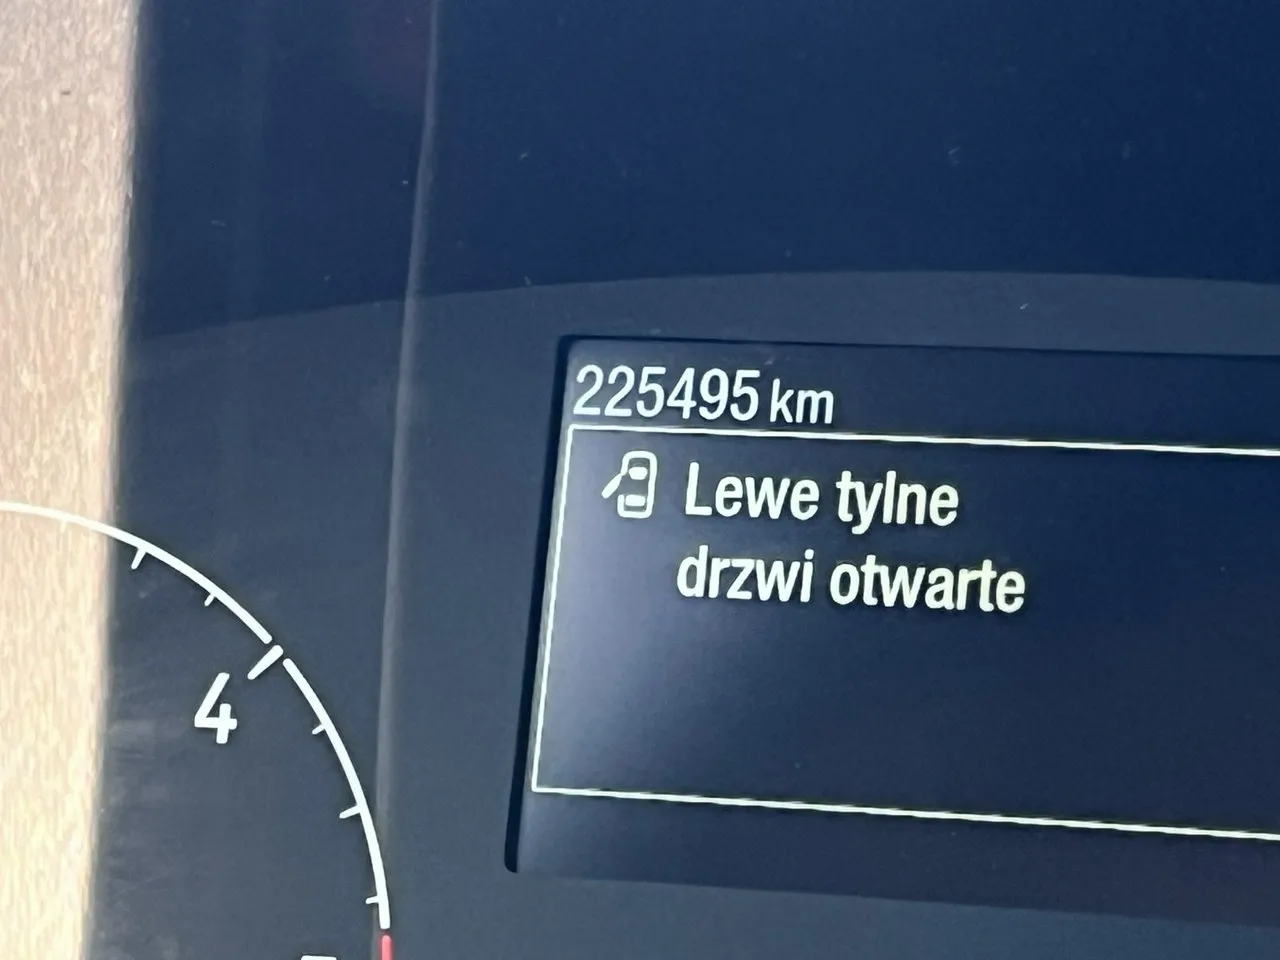 225495 km
Lewe tylne
drzwi otwarte
4